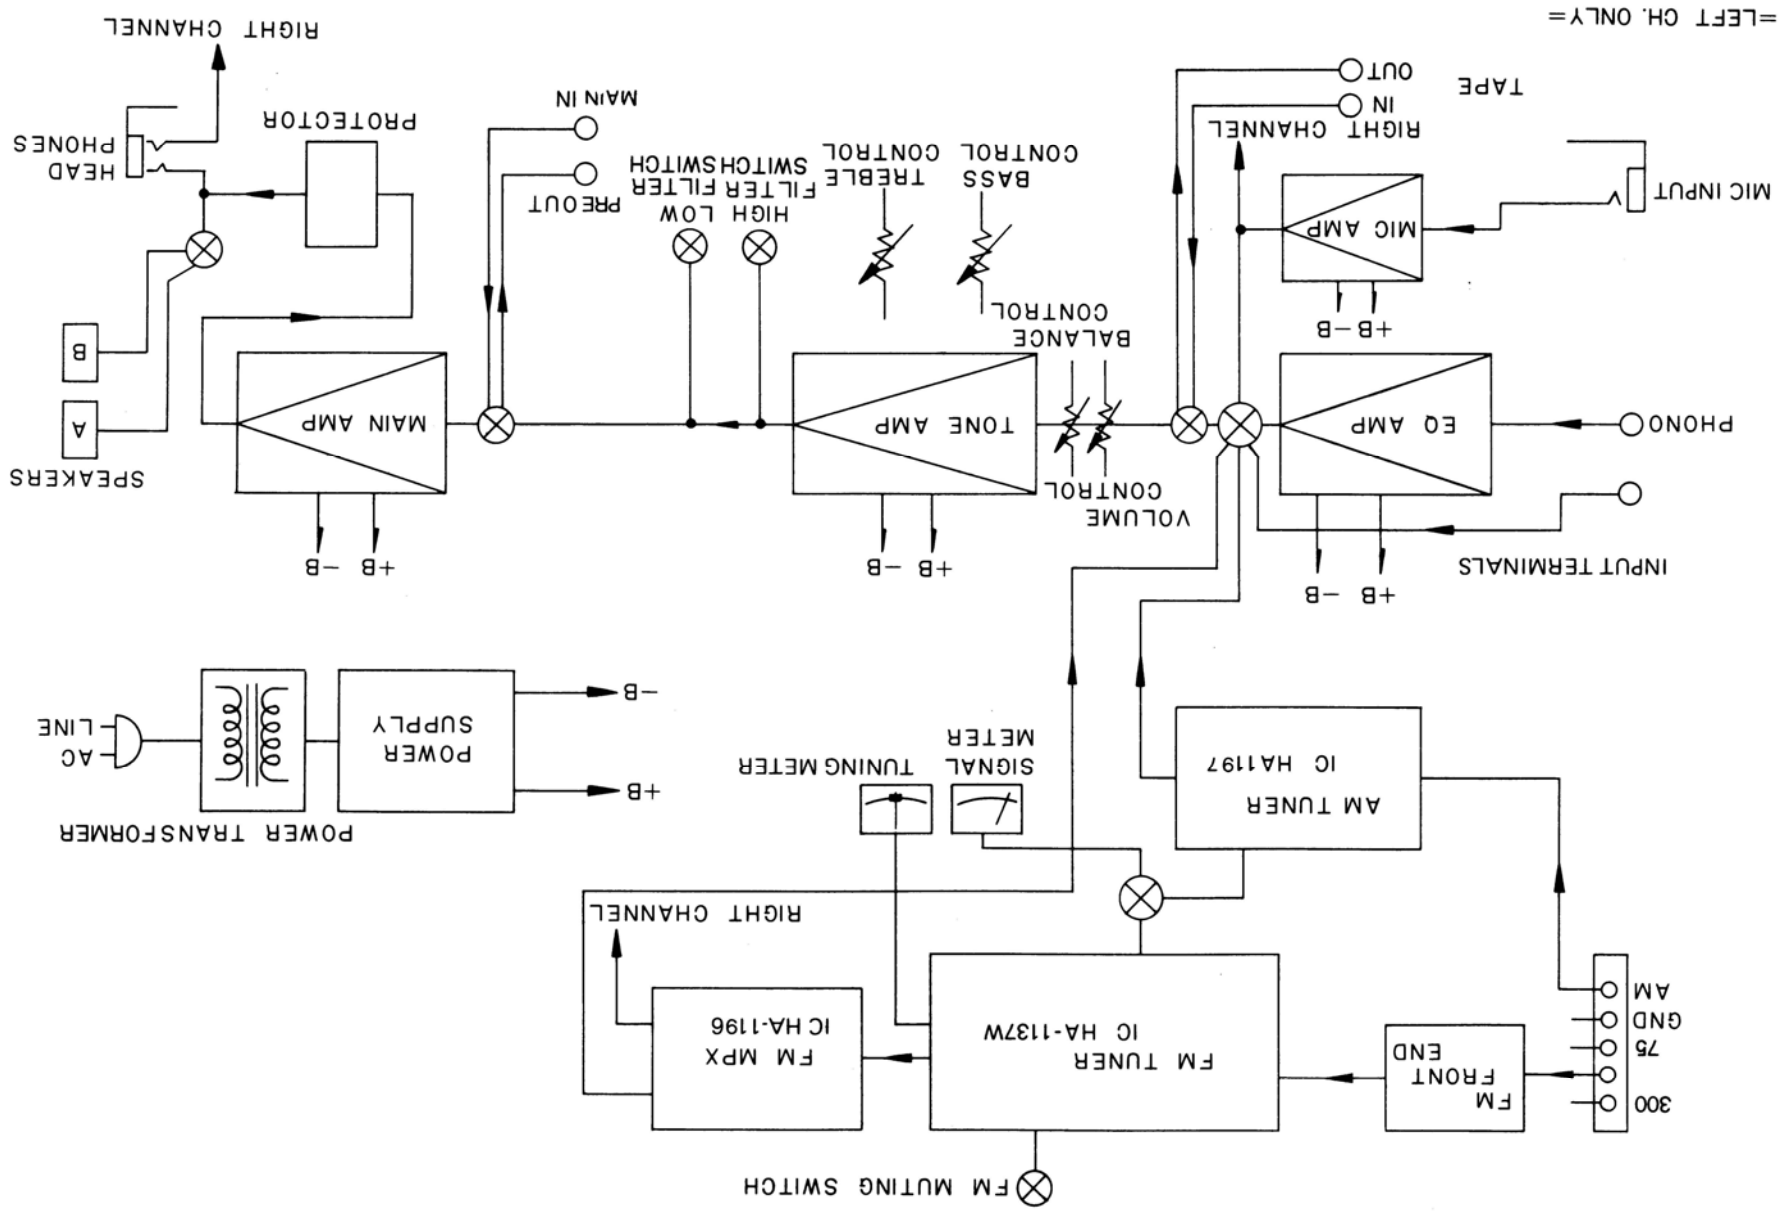 FM MUTING SWITCH
300
75
GND
AM
FM
FRONT
END
FM TUNER
IC HA-1137W
FM MPX
IC HA-1196
RIGHT CHANNEL
AM TUNER
IC HA1197
SIGNAL
METER
TUNING METER
POWER TRANSFORMER
POWER
SUPPLY
+B
-B
AC
LINE
INPUT TERMINALS
PHONO
+B -B
EQ AMP
VOLUME
CONTROL
BALANCE
CONTROL
+B -B
TONE AMP
+B -B
MAIN AMP
SPEAKERS
A
B
+B -B
MIC AMP
MIC INPUT
RIGHT CHANNEL
TAPE
IN
OUT
BASS
CONTROL
TREBLE
CONTROL
HIGH
FILTER
SWITCH
LOW
FILTER
SWITCH
PRE OUT
MAIN IN
PROTECTOR
HEAD
PHONES
RIGHT CHANNEL
=LEFT CH. ONLY=